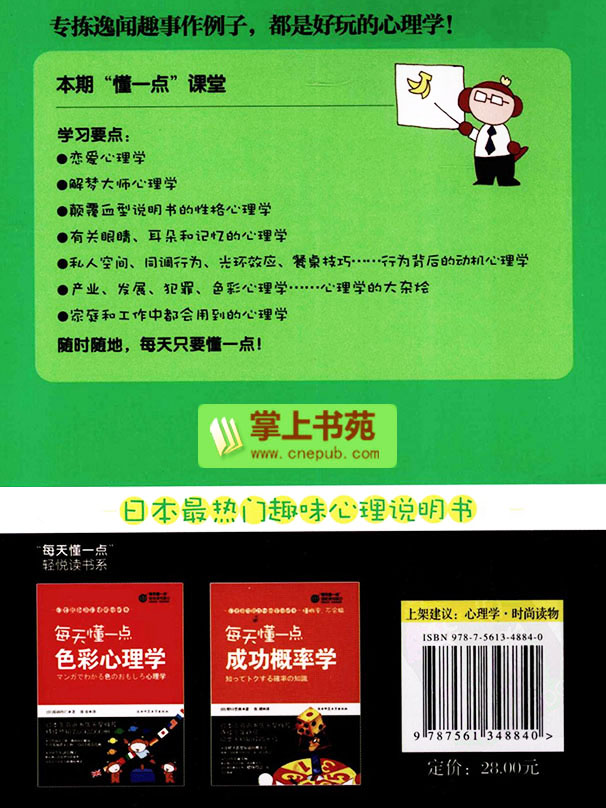 专拣逸闻趣事作例子，都是好玩的心理学！
本期“懂一点”课堂
学习要点：
●恋爱心理学
●解梦大师心理学
●颠覆血型说明书的性格心理学
●有关眼睛、耳朵和记忆的心理学
●私人空间、同调行为、光环效应、餐桌技巧……行为背后的动机心理学
●产业、发展、犯罪、色彩心理学……心理学的大杂烩
●家庭和工作中都会用到的心理学
随时随地，每天只要懂一点！
掌上书苑
www.cnepub.com
日本最热门趣味心理说明书
“每天懂一点”
轻悦读书系
每天懂一点
色彩心理学
マンガでわかる色のおもしろ心理学
每天懂一点
成功概率学
知ってトクする確率の知識
上架建议：心理学·时尚读物
ISBN 978-7-5613-4884-0
9 787561 348840 >
定价：28.00元